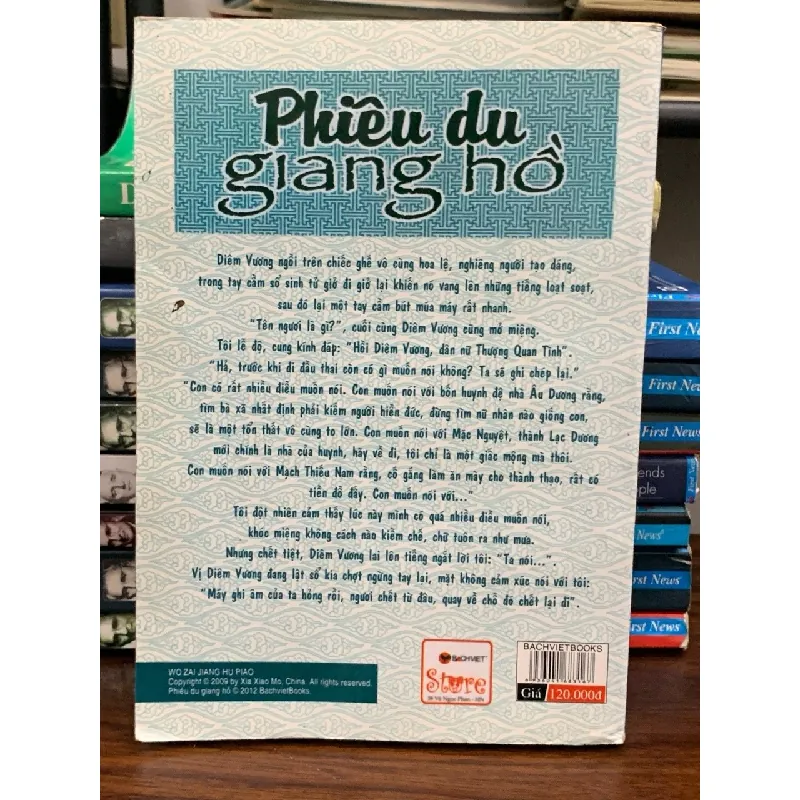 Phiêu du
giang hồ
Diêm Vương ngồi trên chiếc ghế vô cùng hoa lệ, nghiêng người tạo dáng,
trong tay cầm sổ sinh tử giở đi giở lại khiến nó vang lên những tiếng loạt soạt,
sau đó lại một tay cầm bút múa máy rất nhanh.
"Tên ngươi là gì?", cuối cùng Diêm Vương cũng mở miệng.
Tôi lễ độ, cung kính đáp: "Hồi Diêm Vương, dân nữ Thượng Quan Tình".
"Hả, trước khi đi đầu thai còn có gì muốn nói không? Ta sẽ ghi chép lại."
"Con có rất nhiều điều muốn nói. Con muốn nói với bốn huynh đệ nhà Âu Dương rằng,
tìm bà xã nhất định phải kiếm người hiền đức, đừng tìm nữ nhân nào giống con,
sẽ là một tổn thất vô cùng to lớn. Con muốn nói với Mặc Nguyệt, thành Lạc Dương
mới chính là nhà của huynh, hãy về đi, tôi chỉ là một giấc mộng mà thôi.
Con muốn nói với Mạch Thiếu Nam rằng, cố gắng làm ăn mày cho thành thạo, rất có
tiền đồ đấy. Con muốn nói với..."
Tôi đột nhiên cảm thấy lúc này mình có quá nhiều điều muốn nói,
khóe miệng không cách nào kiềm chế, chữ tuôn ra như mưa.
Nhưng chết tiệt, Diêm Vương lại lên tiếng ngắt lời tôi: "Ta nói...".
Vị Diêm Vương đang lật sổ kia chợt ngừng tay lại, mặt không cảm xúc nói với tôi:
"Máy ghi âm của ta hỏng rồi, ngươi chết từ đâu, quay về chỗ đó chết lại đi".
WO ZAI JIANG HU PIAO
Copyright © 2009 by Xia Xiao Mo, China. All rights reserved.
Phiêu du giang hồ © 2012 BachvietBooks.
BACHVIET
Store
BACHVIETBOOKS
Giá 120.000đ
First Ne
First New
First News
ends
ple
News
rst News
rst News